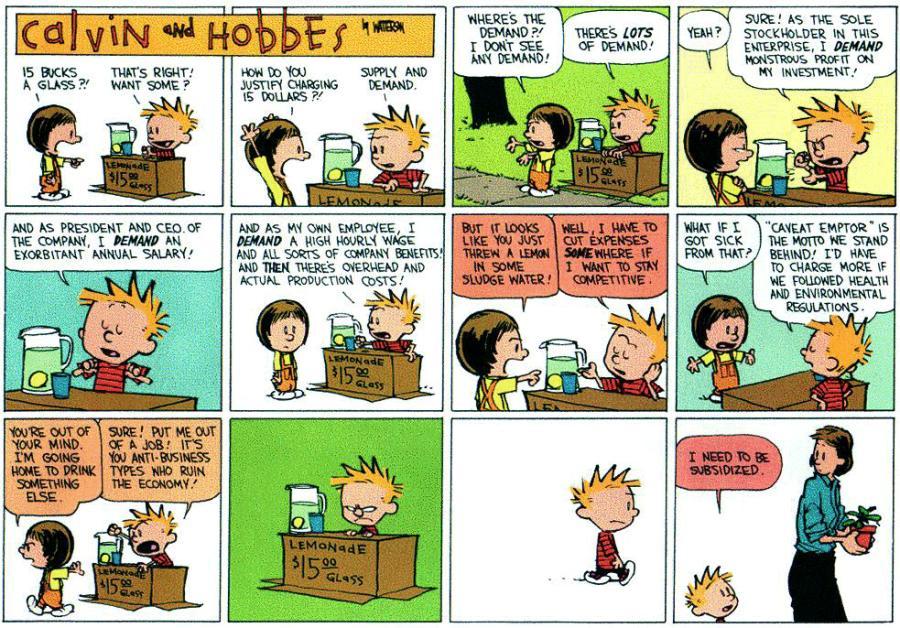 Calvin and Hobbes
by WATTERSON
15 BUCKS
A GLASS?!
THAT'S RIGHT!
WANT SOME?
LEMONADE
$15.00
GLASS
HOW DO YOU
JUSTIFY CHARGING
15 DOLLARS?!
SUPPLY AND
DEMAND.
LEMONADE
WHERE'S THE
DEMAND?!
I DON'T SEE
ANY DEMAND!
THERE'S LOTS
OF DEMAND!
LEMONADE
$15.00
GLASS
YEAH?
SURE! AS THE SOLE
STOCKHOLDER IN THIS
ENTERPRISE, I DEMAND
MONSTROUS PROFIT ON
MY INVESTMENT!
LEM
AND AS PRESIDENT AND CEO OF
THE COMPANY, I DEMAND AN
EXORBITANT ANNUAL SALARY!
AND AS MY OWN EMPLOYEE, I
DEMAND A HIGH HOURLY WAGE
AND ALL SORTS OF COMPANY BENEFITS!
AND THEN THERE'S OVERHEAD AND
ACTUAL PRODUCTION COSTS!
LEMONADE
$15.00
GLASS
BUT IT LOOKS
LIKE YOU JUST
THREW A LEMON
IN SOME
SLUDGE WATER!
WELL, I HAVE TO
CUT EXPENSES
SOMEWHERE IF
I WANT TO STAY
COMPETITIVE.
LEM
WHAT IF I
GOT SICK
FROM THAT?
"CAVEAT EMPTOR" IS
THE MOTTO WE STAND
BEHIND! I'D HAVE
TO CHARGE MORE IF
WE FOLLOWED HEALTH
AND ENVIRONMENTAL
REGULATIONS.
YOU'RE OUT OF
YOUR MIND.
I'M GOING
HOME TO DRINK
SOMETHING
ELSE.
SURE! PUT ME OUT
OF A JOB! IT'S
YOU ANTI-BUSINESS
TYPES WHO RUIN
THE ECONOMY!
LEMONADE
$15.00
GLASS
LEMONADE
$15.00
GLASS
I NEED TO BE
SUBSIDIZED.